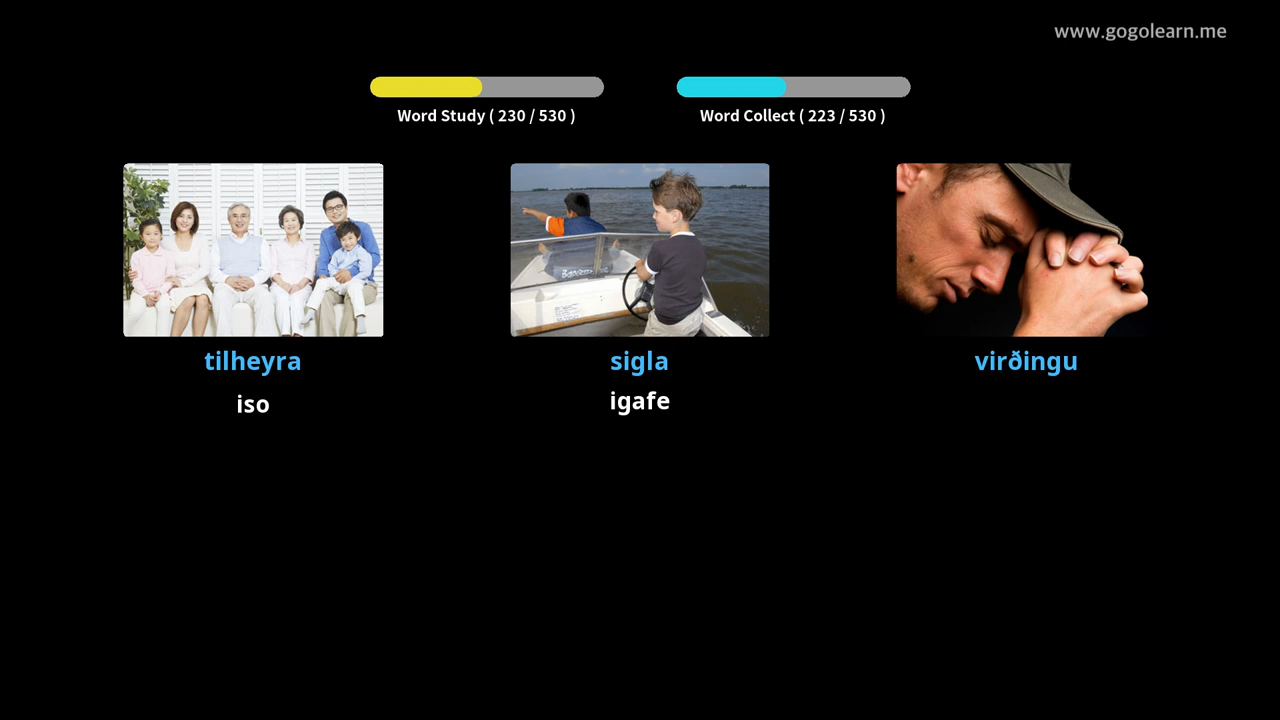 www.gogolearn.me
Word Study ( 230 / 530 )
Word Collect ( 223 / 530 )
tilheyra
sigla
virðingu
iso
igafe